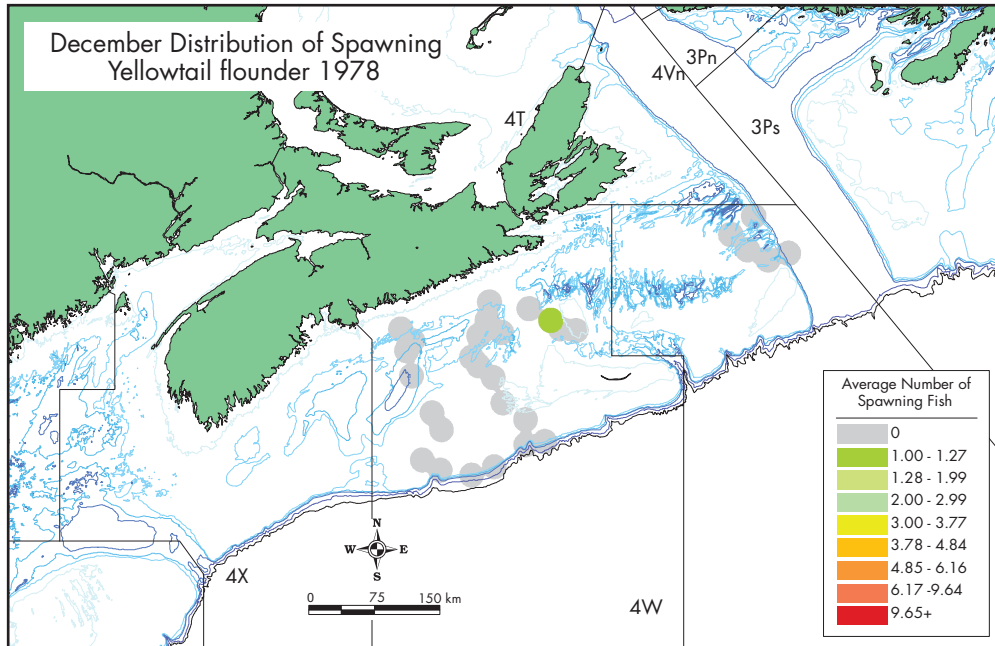 December Distribution of Spawning
Yellowtail flounder 1978
3Pn
4Vn
4T
3Ps
Average Number of
Spawning Fish
0
1.00 - 1.27
1.28 - 1.99
2.00 - 2.99
3.00 - 3.77
3.78 - 4.84
4.85 - 6.16
6.17 -9.64
9.65+
N
W E
S
4X
0 75 150 km
4W